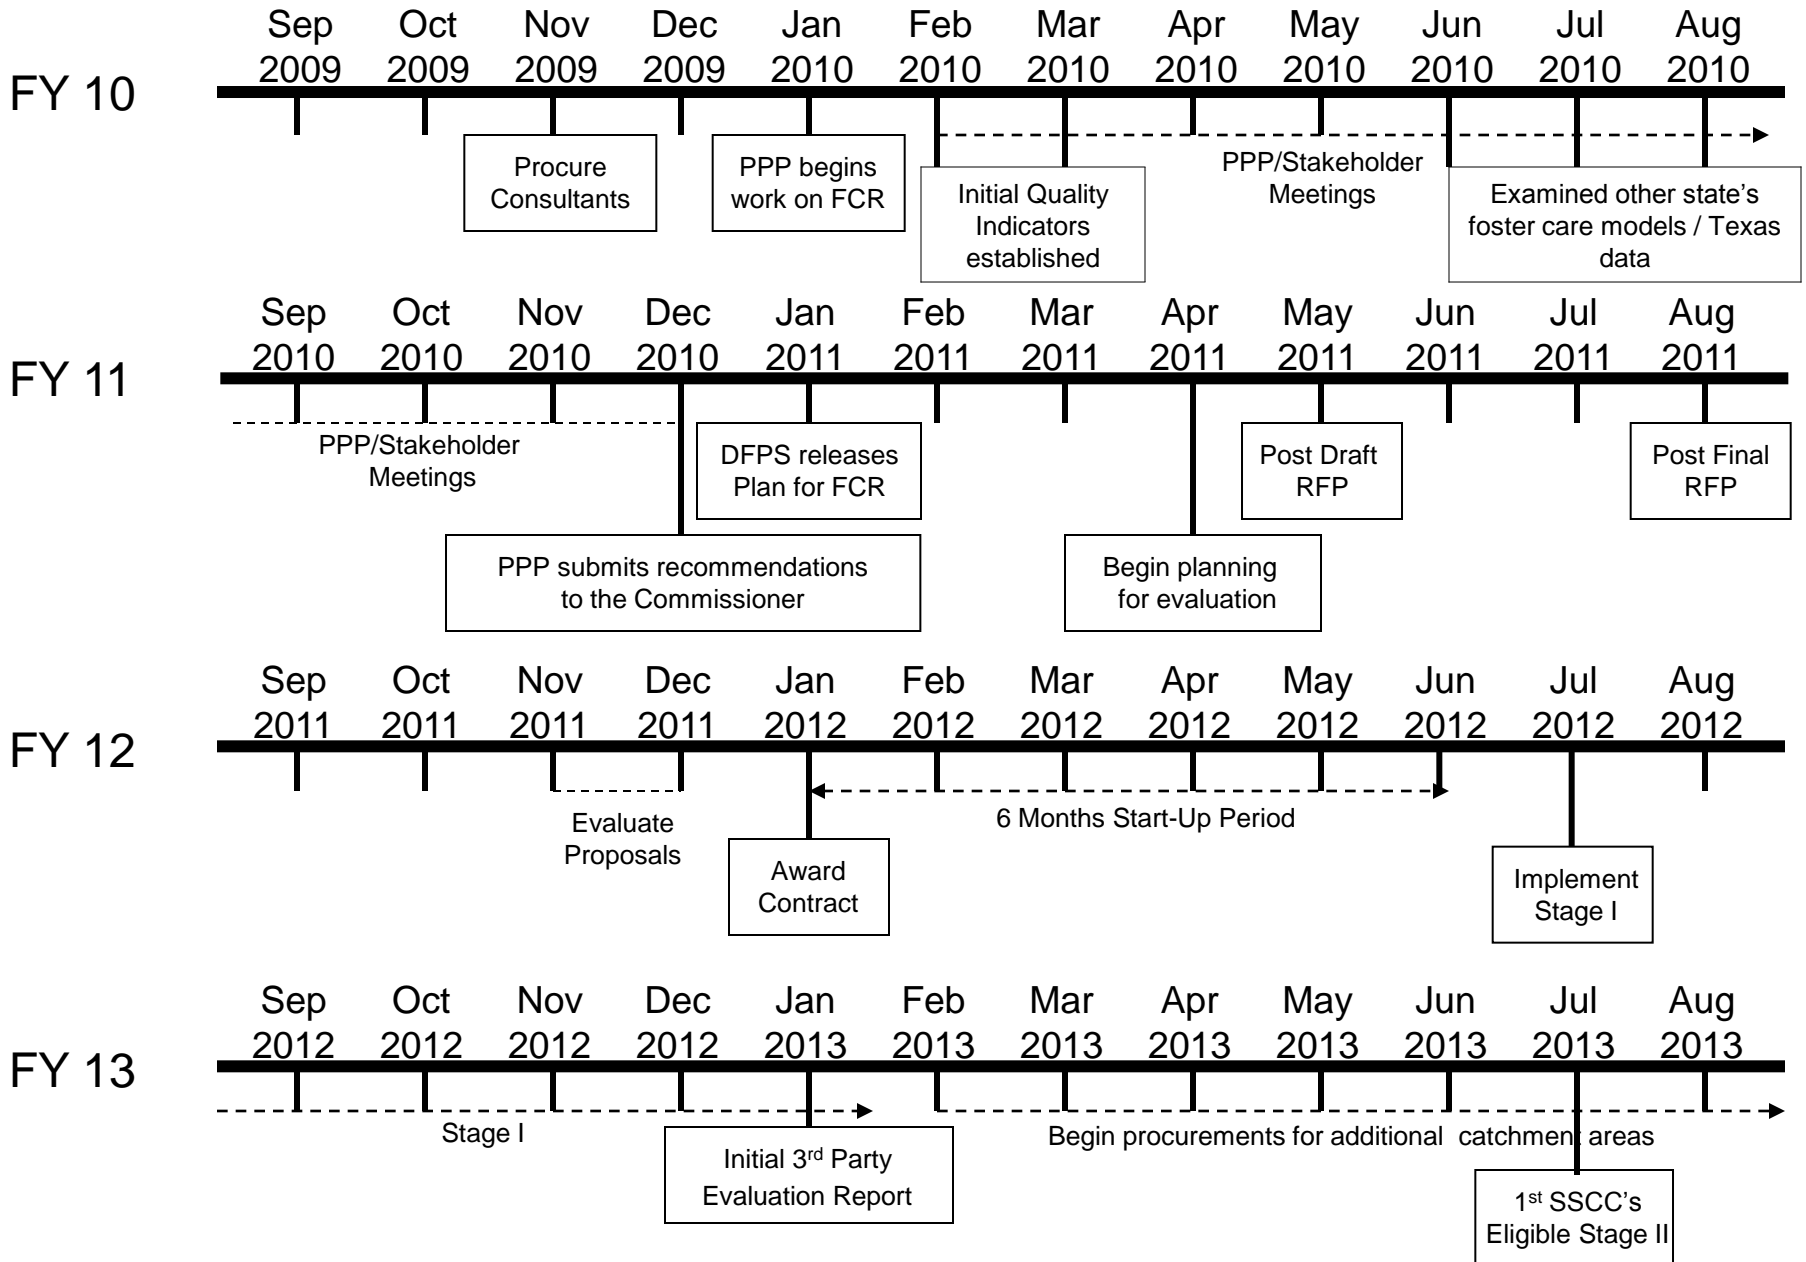 Sep Oct Nov Dec Jan Feb Mar Apr May Jun Jul Aug
2009 2009 2009 2009 2010 2010 2010 2010 2010 2010 2010 2010
FY 10
Procure
Consultants
PPP begins
work on FCR
Initial Quality
Indicators
established
PPP/Stakeholder
Meetings
Examined other state’s
foster care models / Texas
data
Sep Oct Nov Dec Jan Feb Mar Apr May Jun Jul Aug
2010 2010 2010 2010 2011 2011 2011 2011 2011 2011 2011 2011
FY 11
PPP/Stakeholder
Meetings
DFPS releases
Plan for FCR
Post Draft
RFP
Post Final
RFP
PPP submits recommendations
to the Commissioner
Begin planning
for evaluation
Sep Oct Nov Dec Jan Feb Mar Apr May Jun Jul Aug
2011 2011 2011 2011 2012 2012 2012 2012 2012 2012 2012 2012
FY 12
Evaluate
Proposals
6 Months Start-Up Period
Award
Contract
Implement
Stage I
Sep Oct Nov Dec Jan Feb Mar Apr May Jun Jul Aug
2012 2012 2012 2012 2013 2013 2013 2013 2013 2013 2013 2013
FY 13
Stage I
Initial 3rd Party
Evaluation Report
Begin procurements for additional catchment areas
1st SSCC’s
Eligible Stage II